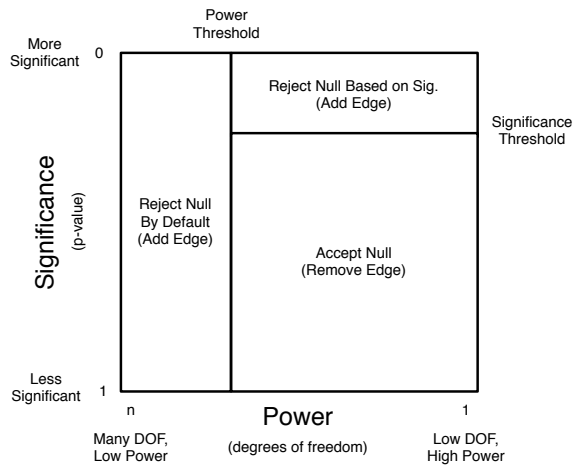 Power
Threshold
More
Significant
0
Reject Null Based on Sig.
(Add Edge)
Significance
Threshold
Significance
(p-value)
Reject Null
By Default
(Add Edge)
Accept Null
(Remove Edge)
Less
Significant
1
n
Power
1
Many DOF,
Low Power
(degrees of freedom)
Low DOF,
High Power